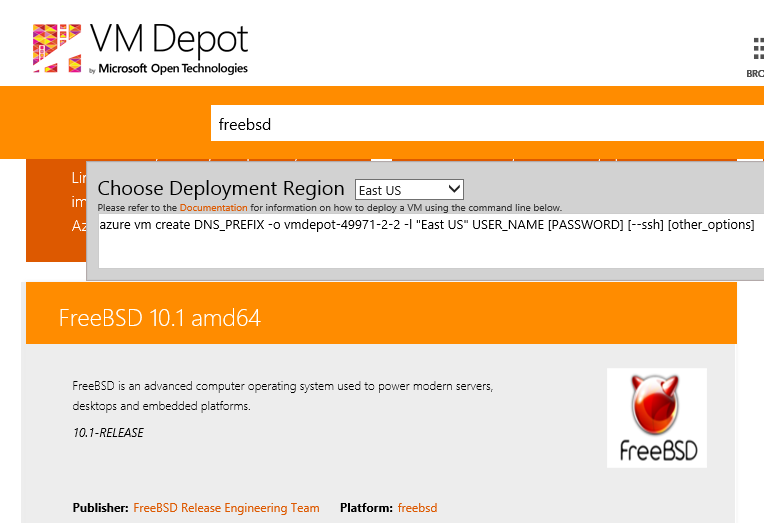 VM Depot
by Microsoft Open Technologies
BRO
freebsd
Lin
im
Az
Choose Deployment Region East US
Please refer to the Documentation for information on how to deploy a VM using the command line below.
azure vm create DNS_PREFIX -o vmdepot-49971-2-2 -l "East US" USER_NAME [PASSWORD] [--ssh] [other_options]
FreeBSD 10.1 amd64
FreeBSD is an advanced computer operating system used to power modern servers,
desktops and embedded platforms.
10.1-RELEASE
FreeBSD
Publisher: FreeBSD Release Engineering Team Platform: freebsd